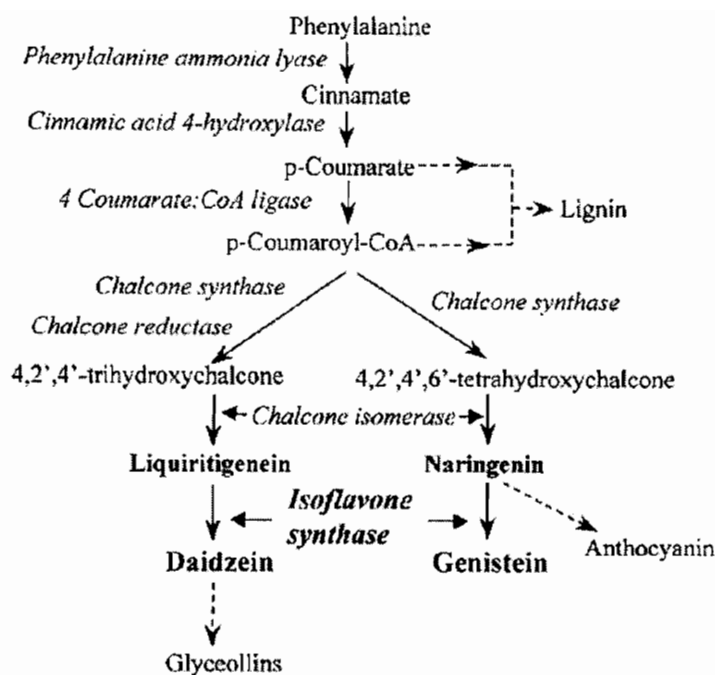 Phenylalanine
Phenylalanine ammonia lyase
Cinnamate
Cinnamic acid 4-hydroxylase
p-Coumarate
4 Coumarate:CoA ligase
Lignin
p-Coumaroyl-CoA
Chalcone synthase
Chalcone synthase
Chalcone reductase
4,2',4'-trihydroxychalcone
4,2',4',6'-tetrahydroxychalcone
Chalcone isomerase
Liquiritigenein
Naringenin
Isoflavone
synthase
Daidzein
Genistein
Anthocyanin
Glyceollins